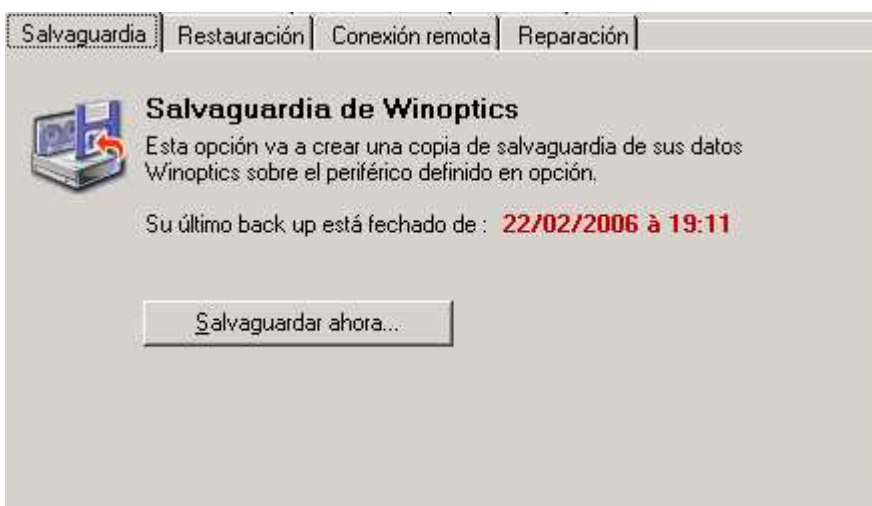 Salvaguardia Restauración Conexión remota Reparación
Salvaguardia de Winoptics
Esta opción va a crear una copia de salvaguardia de sus datos
Winoptics sobre el periférico definido en opción.
Su último back up está fechado de : 22/02/2006 à 19:11
Salvaguardar ahora...